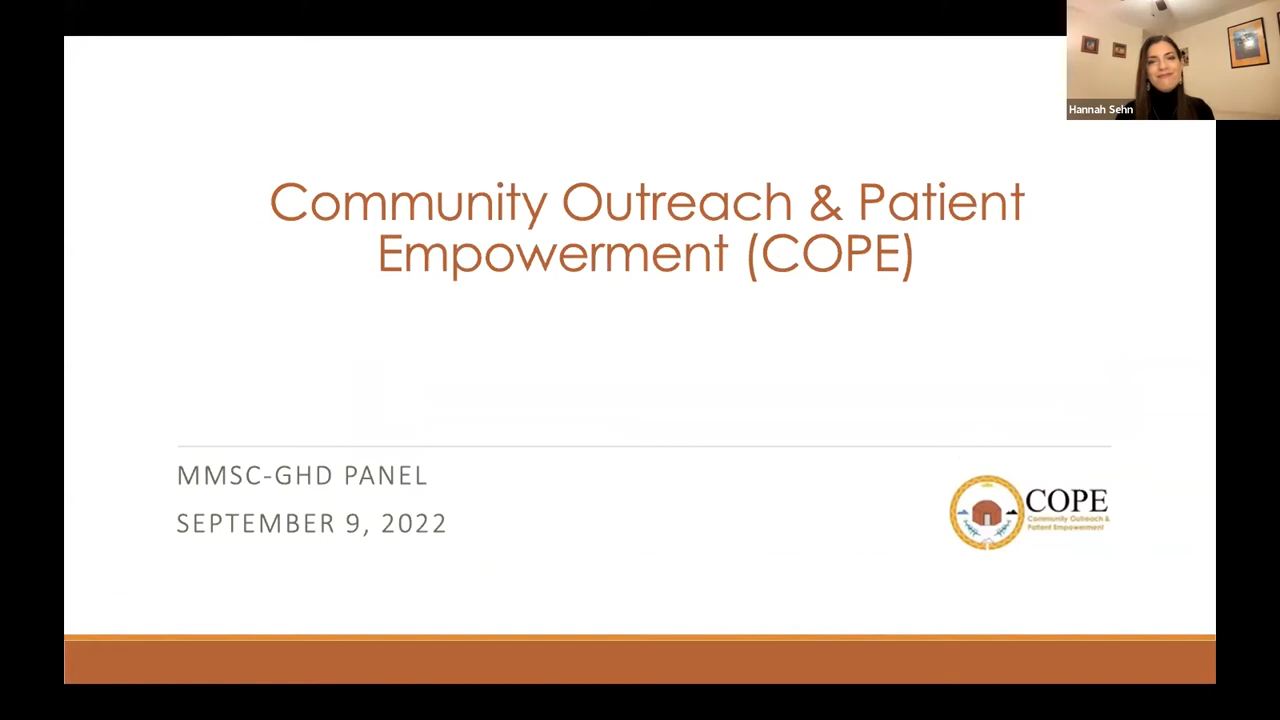 Hannah Sehn
Community Outreach & Patient
Empowerment (COPE)
MMSC-GHD PANEL
SEPTEMBER 9, 2022
COPE
Community Outreach &
Patient Empowerment